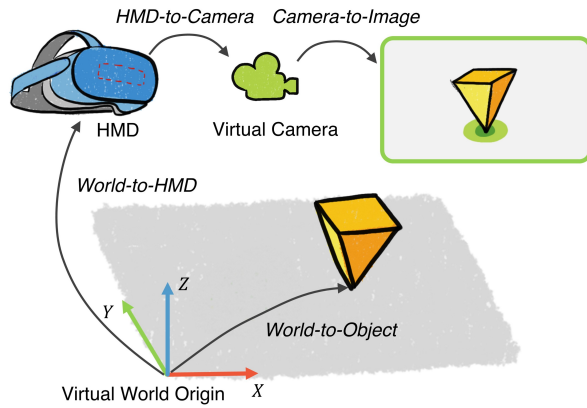 HMD-to-Camera
Camera-to-Image
HMD
Virtual Camera
World-to-HMD
Z
Y
World-to-Object
X
Virtual World Origin